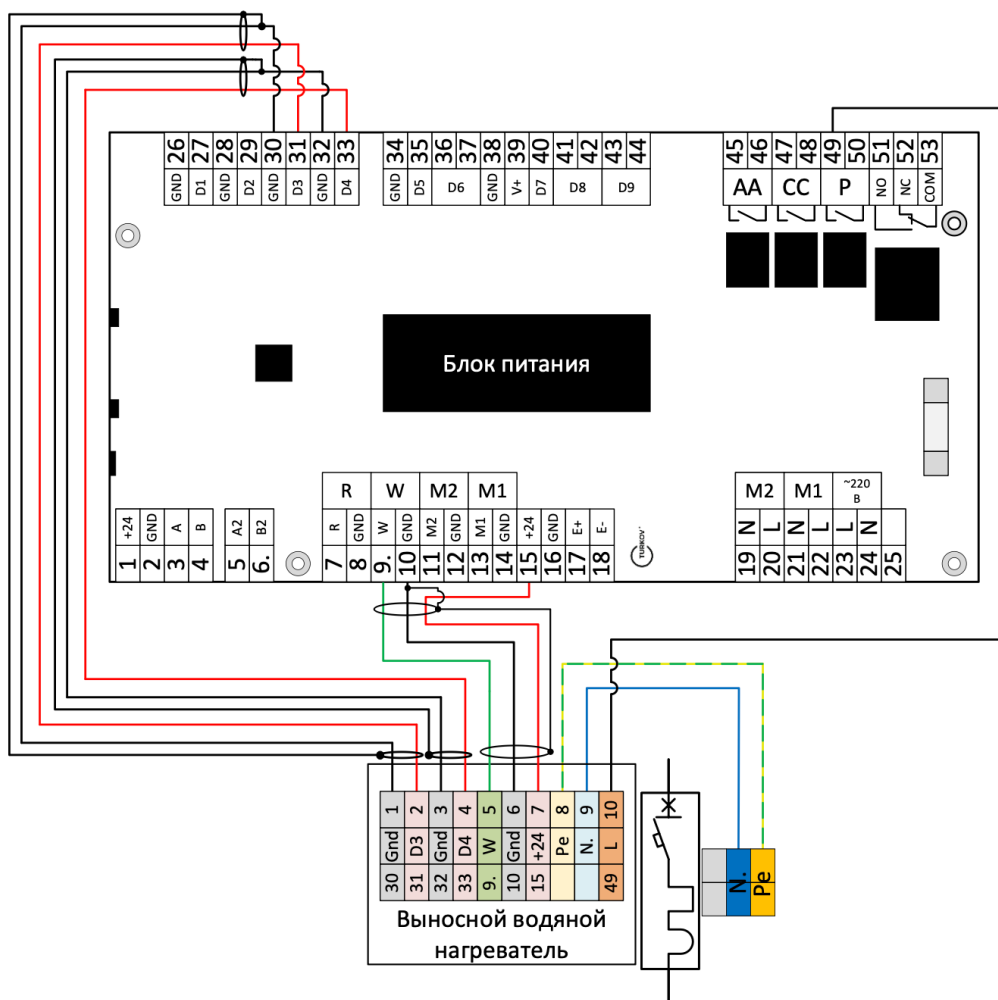 26 27 28 29 30 31 32 33
GND D1 GND D2 GND D3 GND D4
34 35 36 37 38 39 40 41 42 43 44
GND D5 D6 GND V+ D7 D8 D9
45 46 47 48 49 50 51 52 53
AA CC P NO NC COM
Блок питания
R W M2 M1
R GND W GND M2 GND M1 GND +24 GND E+ E-
7 8 9. 10 11 12 13 14 15 16 17 18
+24 GND A B A2 B2
1 2 3 4 5 6.
TURKOV
M2 M1 ~220 В
N L N L L N
19 20 21 22 23 24 25
1 2 3 4 5 6 7 8 9 10
Gnd D3 Gnd D4 W Gnd +24 Pe N. L
30 31 32 33 9. 10 15 49
N. Pe
Выносной водяной
нагреватель